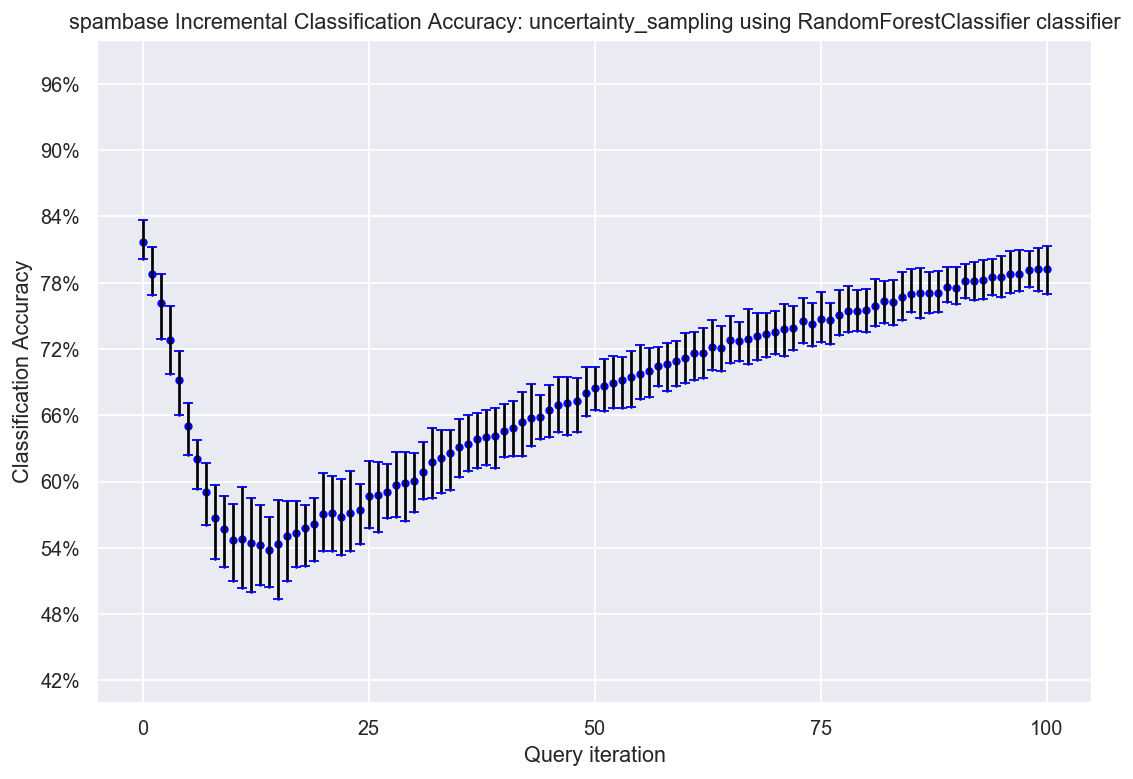 spambase Incremental Classification Accuracy: uncertainty_sampling using RandomForestClassifier classifier
96%
90%
84%
78%
72%
66%
60%
54%
48%
42%
Classification Accuracy
0 25 50 75 100
Query iteration